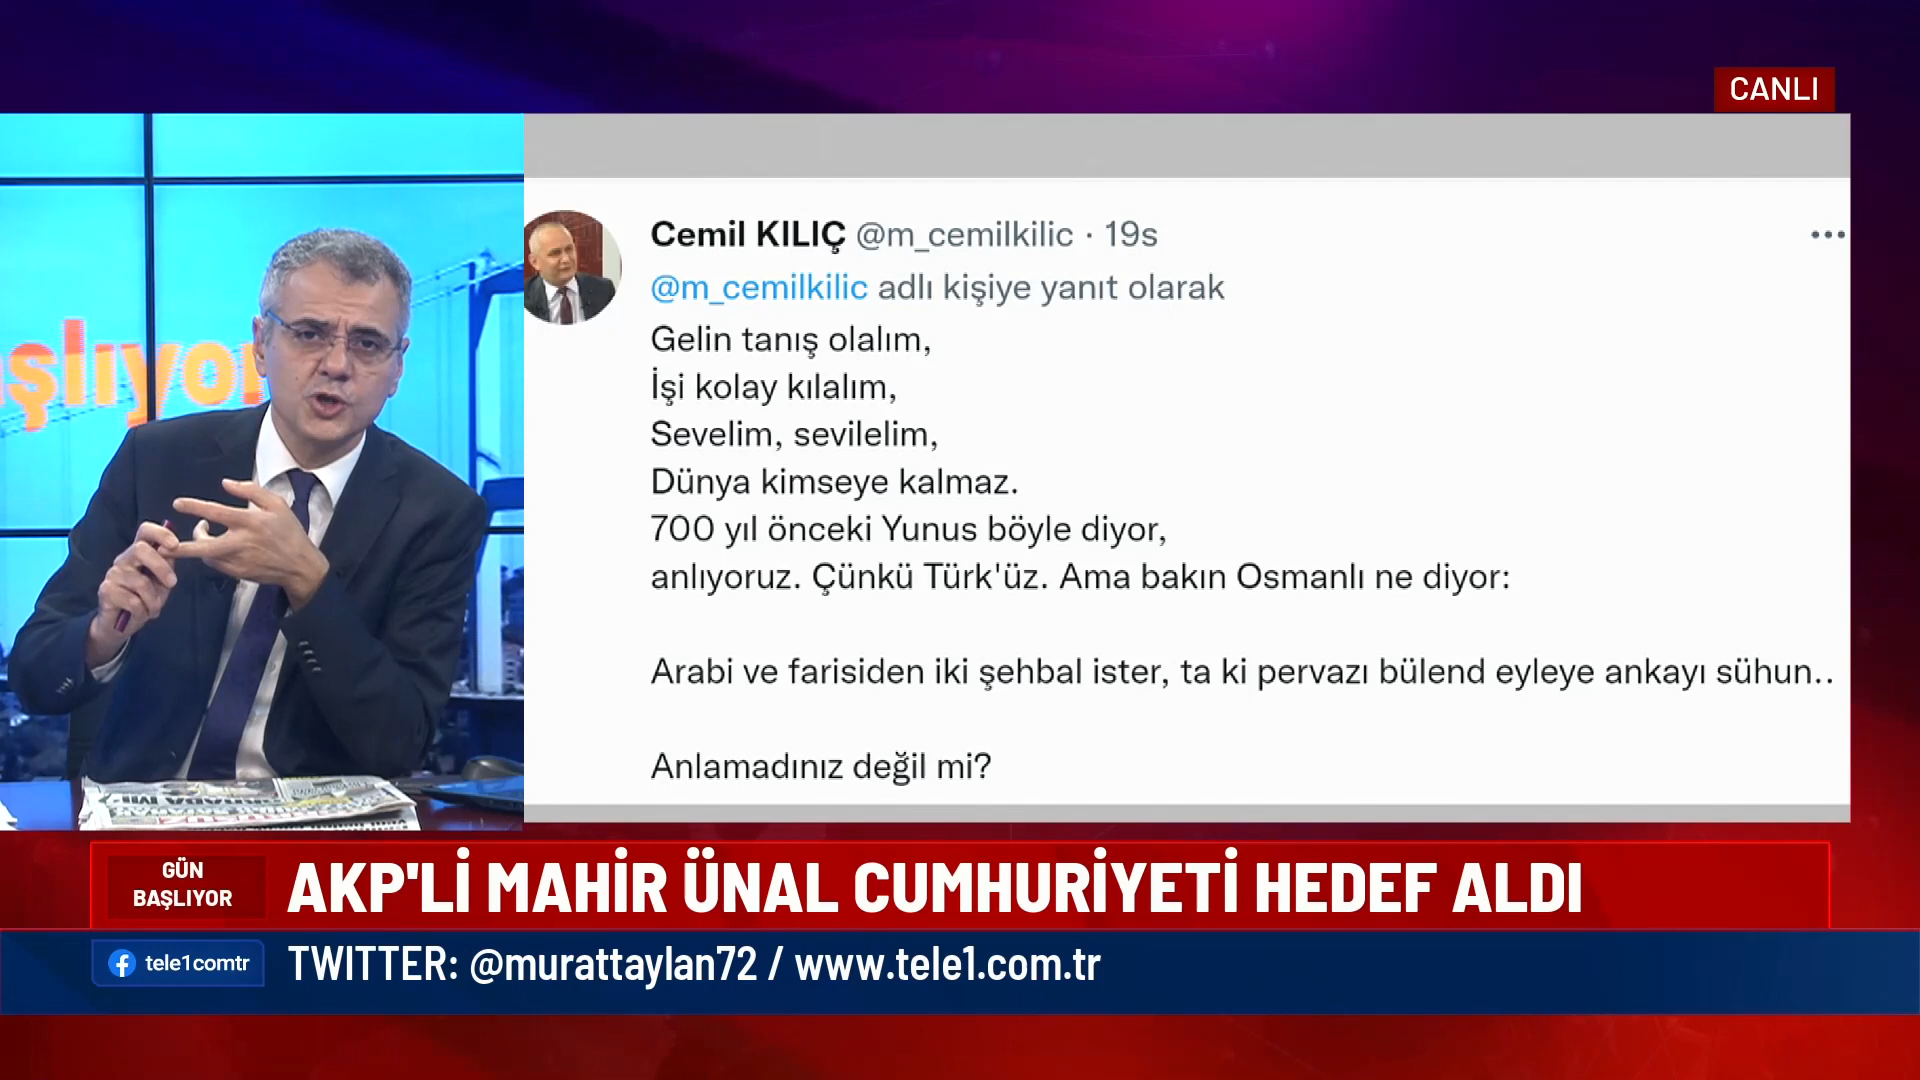 CANLI
şlıyor
Cemil KILIÇ @m_cemilkilic · 19s
@m_cemilkilic adlı kişiye yanıt olarak
Gelin tanış olalım,
İşi kolay kılalım,
Sevelim, sevilelim,
Dünya kimseye kalmaz.
700 yıl önceki Yunus böyle diyor,
anlıyoruz. Çünkü Türk'üz. Ama bakın Osmanlı ne diyor:
Arabi ve farisiden iki şehbal ister, ta ki pervazı bülend eyleye ankayı sühun..
Anlamadınız değil mi?
GÜN
BAŞLIYOR
AKP'Lİ MAHİR ÜNAL CUMHURİYETİ HEDEF ALDI
tele1comtr
TWITTER: @murattaylan72 / www.tele1.com.tr